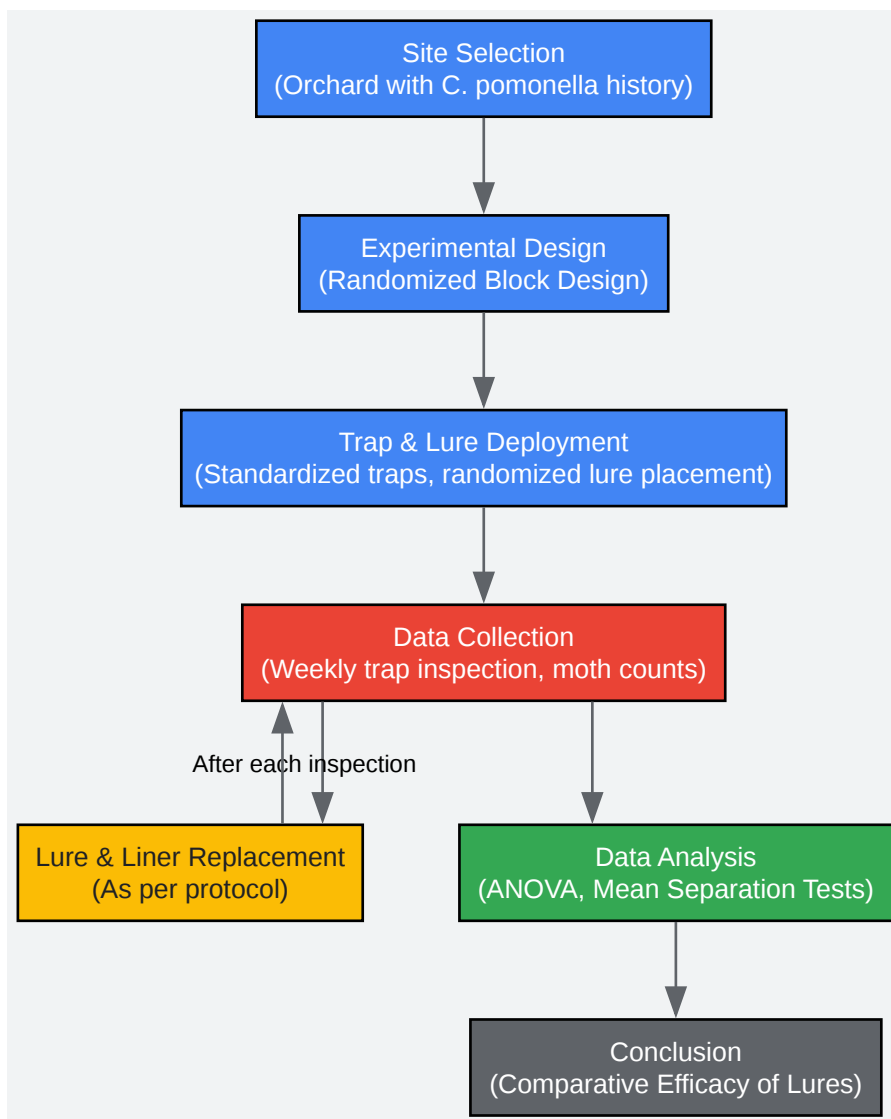 Site Selection
(Orchard with C. pomonella history)
Experimental Design
(Randomized Block Design)
Trap & Lure Deployment
(Standardized traps, randomized lure placement)
Data Collection
(Weekly trap inspection, moth counts)
After each inspection
Lure & Liner Replacement
(As per protocol)
Data Analysis
(ANOVA, Mean Separation Tests)
Conclusion
(Comparative Efficacy of Lures)